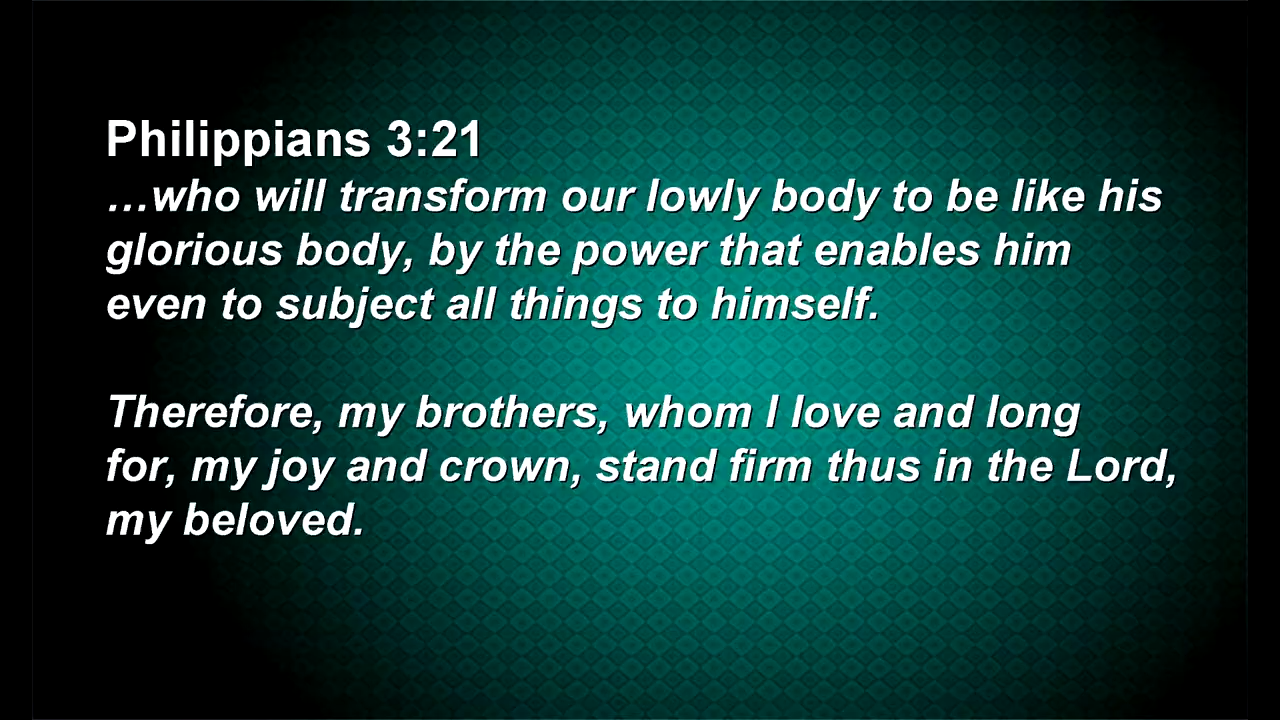 Philippians 3:21
…who will transform our lowly body to be like his
glorious body, by the power that enables him
even to subject all things to himself.
Therefore, my brothers, whom I love and long
for, my joy and crown, stand firm thus in the Lord,
my beloved.